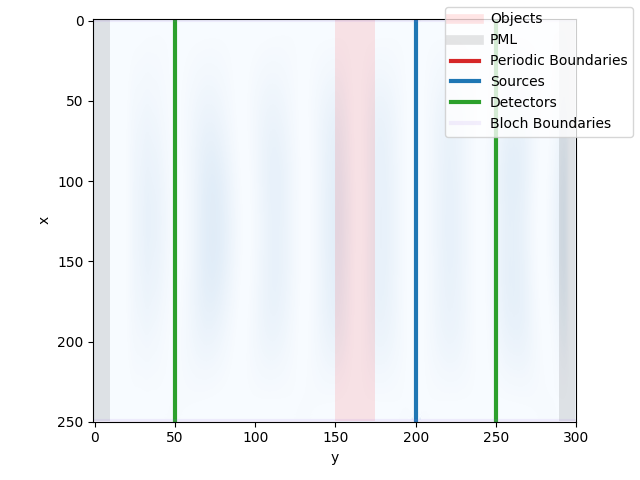 Objects
PML
Periodic Boundaries
Sources
Detectors
Bloch Boundaries
0
50
100
150
200
250
x
0 50 100 150 200 250 300
y